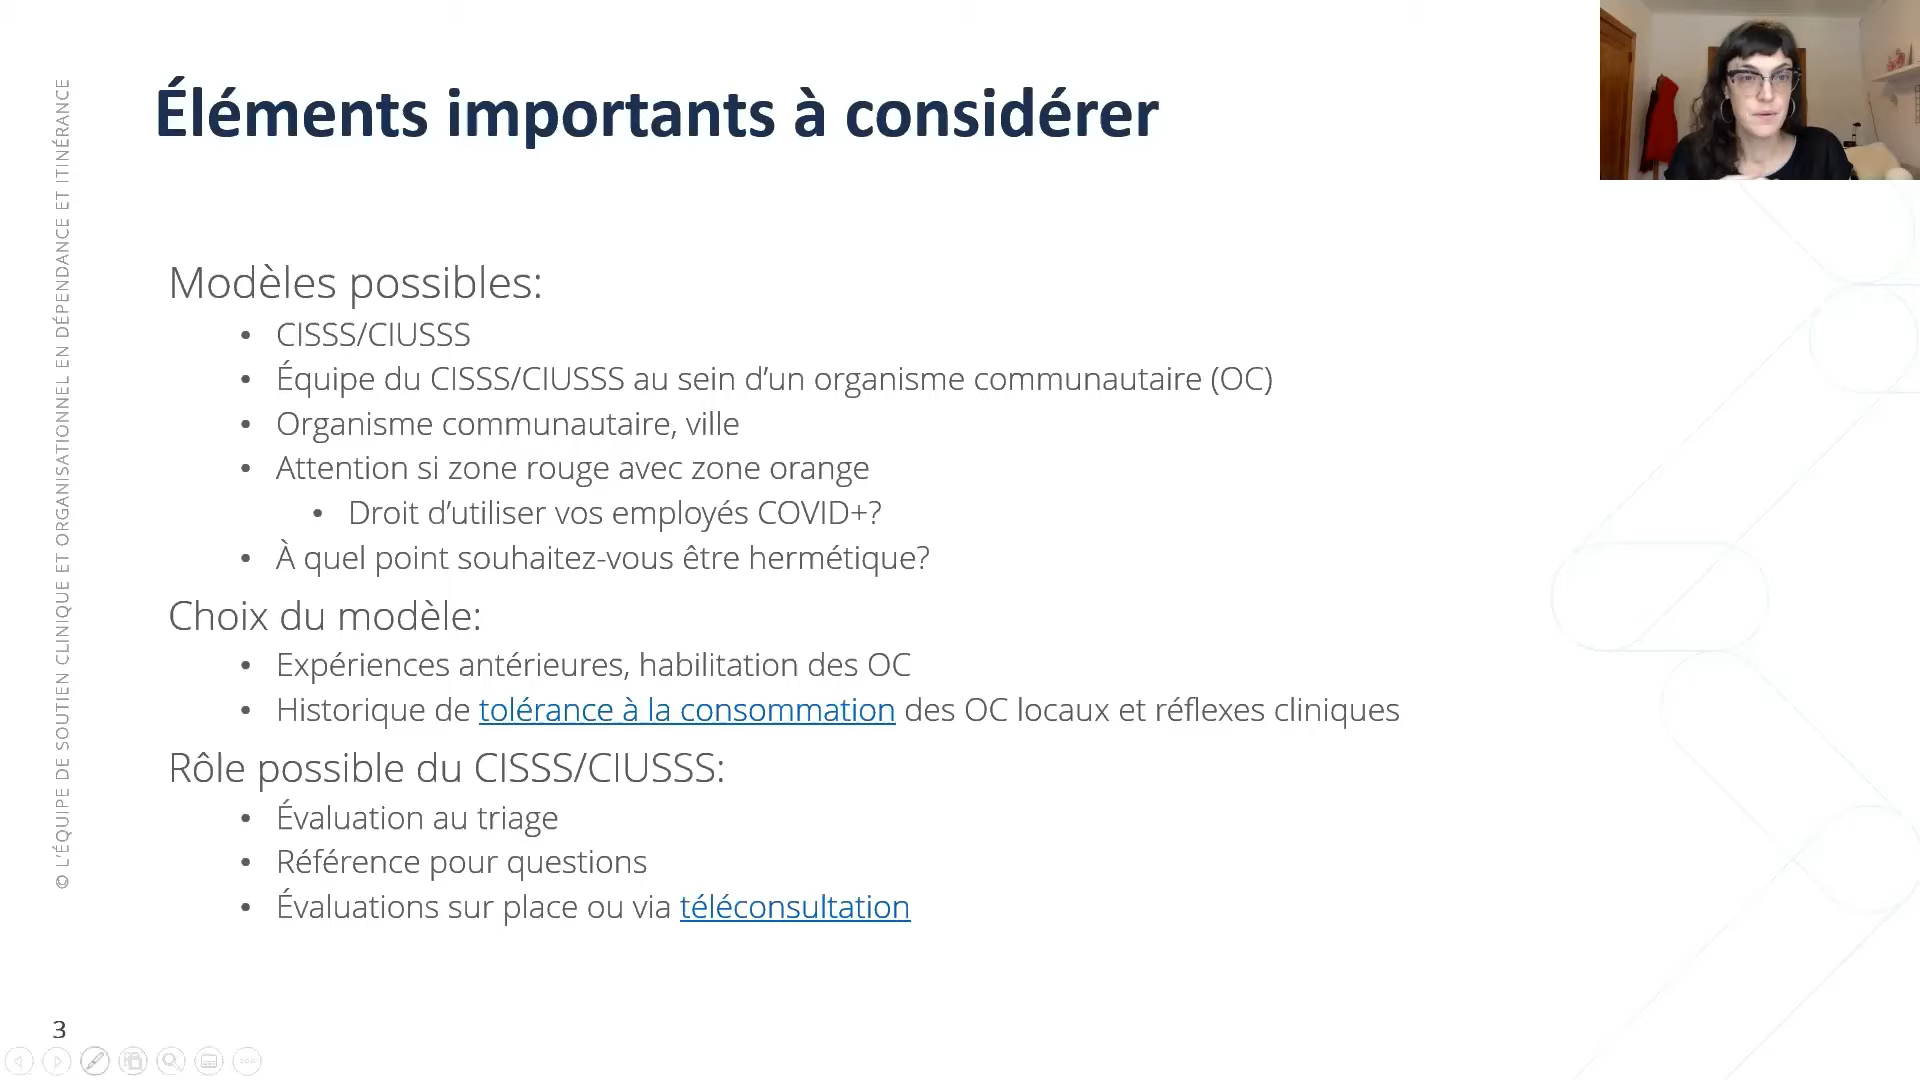 Éléments importants à considérer
Modèles possibles:
• CISSS/CIUSSS
• Équipe du CISSS/CIUSSS au sein d’un organisme communautaire (OC)
• Organisme communautaire, ville
• Attention si zone rouge avec zone orange
• Droit d’utiliser vos employés COVID+?
• À quel point souhaitez-vous être hermétique?
Choix du modèle:
• Expériences antérieures, habilitation des OC
• Historique de tolérance à la consommation des OC locaux et réflexes cliniques
Rôle possible du CISSS/CIUSSS:
• Évaluation au triage
• Référence pour questions
• Évaluations sur place ou via téléconsultation
© L’ÉQUIPE DE SOUTIEN CLINIQUE ET ORGANISATIONNEL EN DÉPENDANCE ET ITINÉRANCE
3